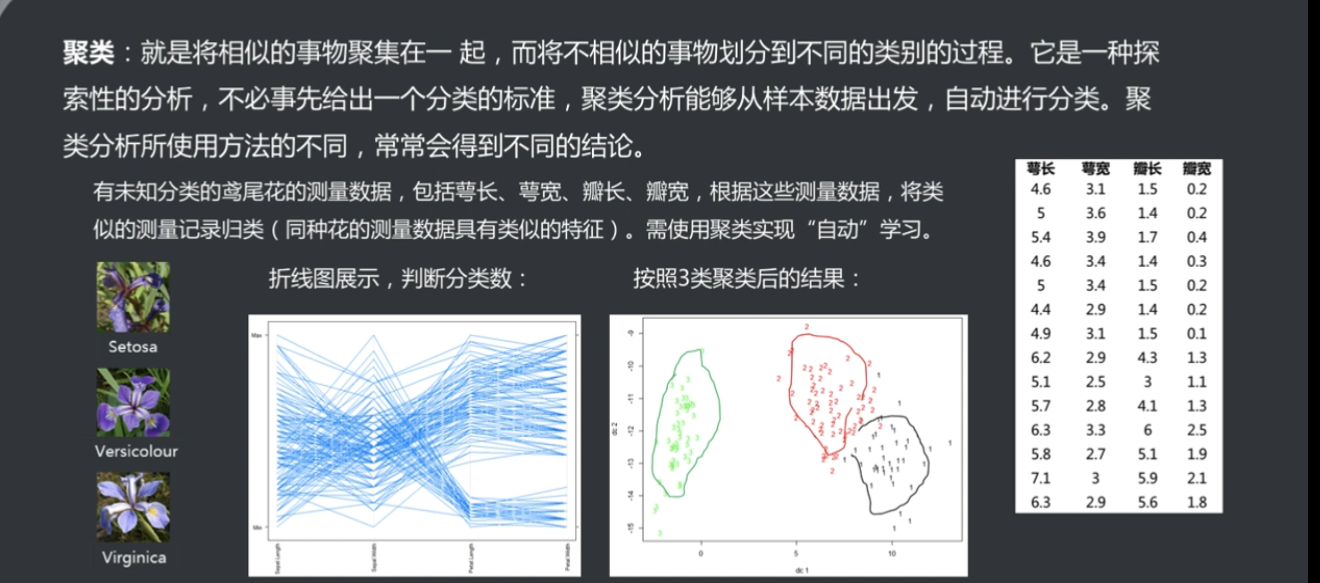 聚类：就是将相似的事物聚集在一 起，而将不相似的事物划分到不同的类别的过程。它是一种探
索性的分析，不必事先给出一个分类的标准，聚类分析能够从样本数据出发，自动进行分类。聚
类分析所使用方法的不同，常常会得到不同的结论。
有未知分类的鸢尾花的测量数据，包括萼长、萼宽、瓣长、瓣宽，根据这些测量数据，将类
似的测量记录归类（同种花的测量数据具有类似的特征）。需使用聚类实现“自动”学习。
Setosa
Versicolour
Virginica
折线图展示，判断分类数：
Max
Min
Sepal Length
Sepal Width
Petal Length
Petal Width
按照3类聚类后的结果：
dc 2
-9
-10
-11
-12
-13
-14
-15
0 5 10
dc 1
萼长 萼宽 瓣长 瓣宽
4.6 3.1 1.5 0.2
5 3.6 1.4 0.2
5.4 3.9 1.7 0.4
4.6 3.4 1.4 0.3
5 3.4 1.5 0.2
4.4 2.9 1.4 0.2
4.9 3.1 1.5 0.1
6.2 2.9 4.3 1.3
5.1 2.5 3 1.1
5.7 2.8 4.1 1.3
6.3 3.3 6 2.5
5.8 2.7 5.1 1.9
7.1 3 5.9 2.1
6.3 2.9 5.6 1.8